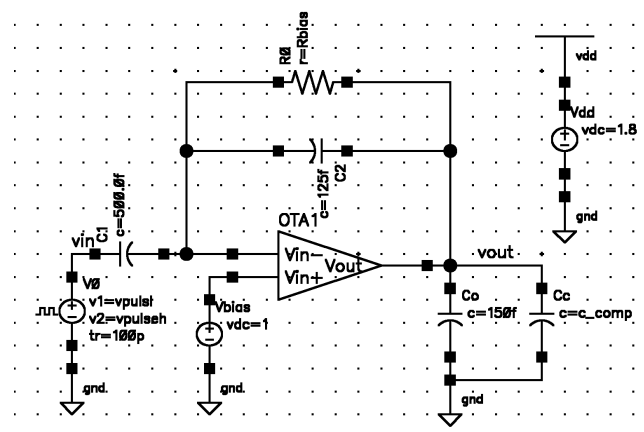 R0
r=Rbias
vdd
Vdd
vdc=1.8
gnd
c=125f
C2
C1
c=500.0f
vin
OTA1
Vin-
Vin+
Vout
vout
V0
v1=vpulsl
v2=vpulseh
tr=100p
Vbias
vdc=1
Co
c=150f
Cc
c=c_comp
gnd
gnd
gnd